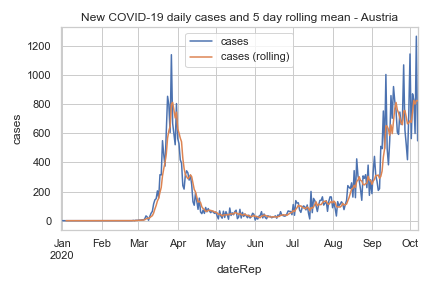 New COVID-19 daily cases and 5 day rolling mean - Austria
cases
cases (rolling)
cases
1200
1000
800
600
400
200
0
Jan Feb Mar Apr May Jun Jul Aug Sep Oct
2020
dateRep